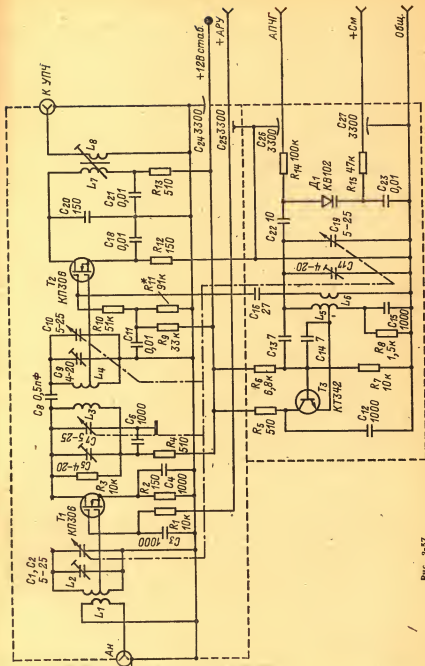 К УПЧ
+12В стаб.
+АРУ
АПЧГ
+См
Общ.
C24 3300
C25 3300
C26
3300
C27
3300
L8
L7
C20
150
C21
0,01
R13
510
R14 100к
R15 47к
Д1
КВ102
C23
0,01
C18
0,01
R12
150
C22 10
C19
5-25
C17 4-20
T2
КП306
R11*
91к
R10
51к
C16
27
L6
L5
C10
5-25
C9
4-20
L4
C11
0,01
R9
33к
C13 7
C14 7
C15
1000
R8
1,5к
C8 0,5пФ
L3
C7 5-25
C5 4-20
C6
1000
R4
510
R6
6,8к
R7
10к
T3
КТ342
R5
510
C12
1000
R3
10к
R2
150
C4
1000
T1
КП306
R1
10к
C3
1000
C1, C2
5-25
L2
L1
Ан
Рис. 2-37